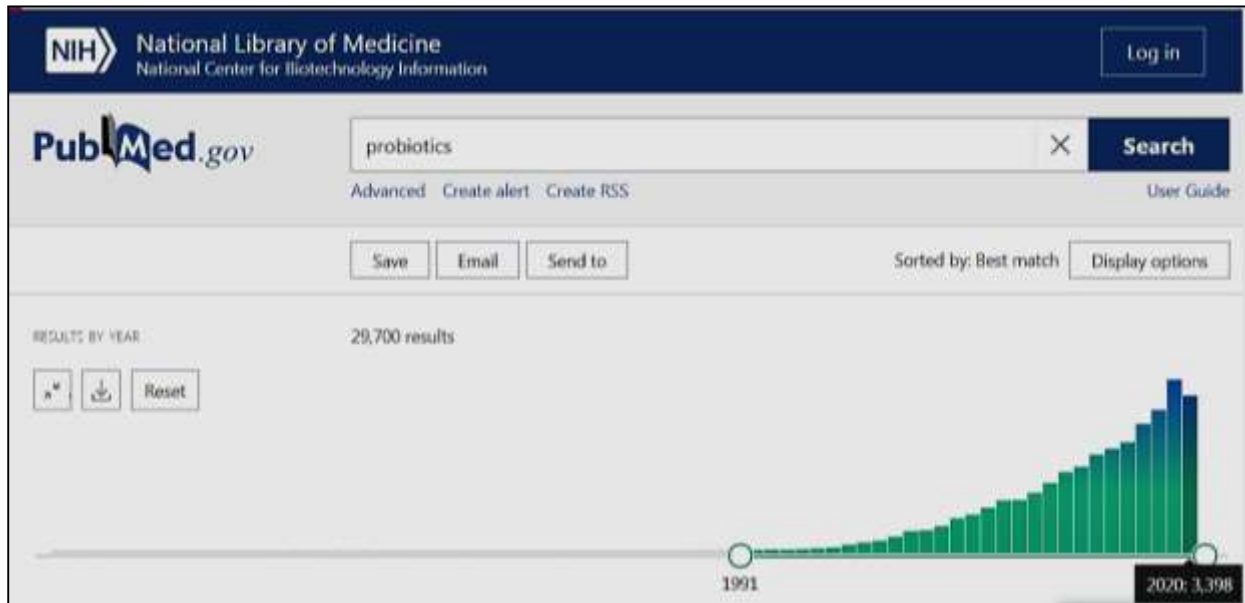 NIH
National Library of Medicine
National Center for Biotechnology Information
Log in
PubMed.gov
probiotics
Search
Advanced Create alert Create RSS
User Guide
Save Email Send to
Sorted by: Best match Display options
RESULTS BY YEAR
29,700 results
Reset
1991
2020: 3,398